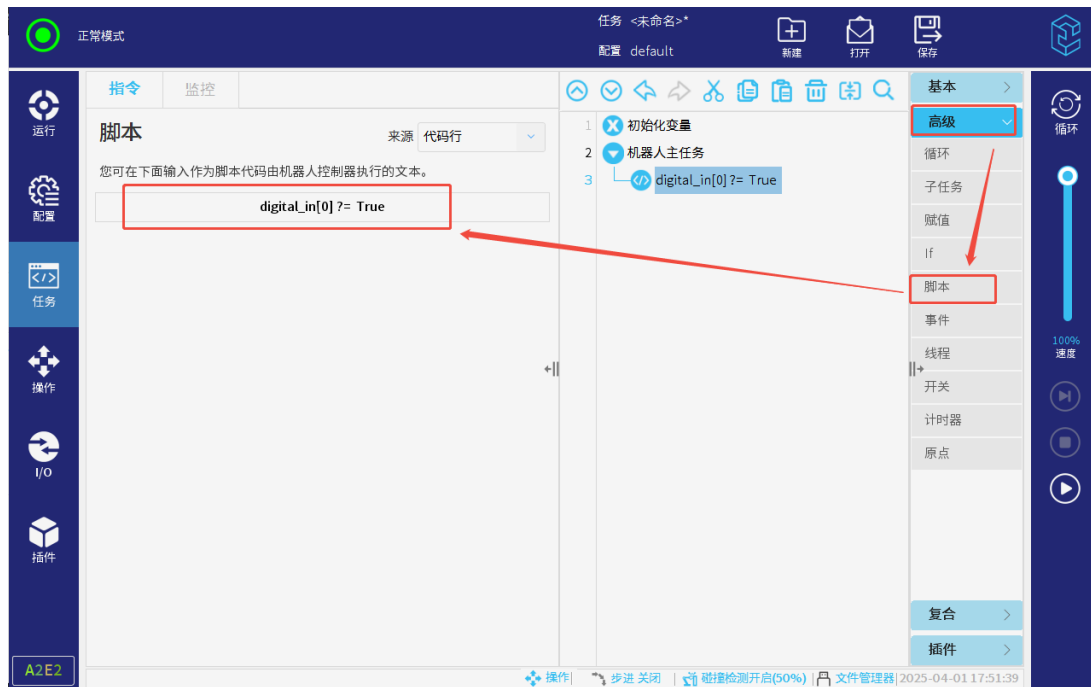 正常模式
任务 <未命名>*
配置 default
新建
打开
保存
运行
配置
任务
操作
I/O
插件
A2E2
指令
监控
脚本
来源 代码行
您可在下面输入作为脚本代码由机器人控制器执行的文本。
digital_in[0] ?= True
1 初始化变量
2 机器人主任务
3 digital_in[0] ?= True
基本
高级
循环
子任务
赋值
If
脚本
事件
线程
开关
计时器
原点
复合
插件
循环
100%
速度
操作 | 步进 关闭 | 碰撞检测开启(50%) | 文件管理器 | 2025-04-01 17:51:39